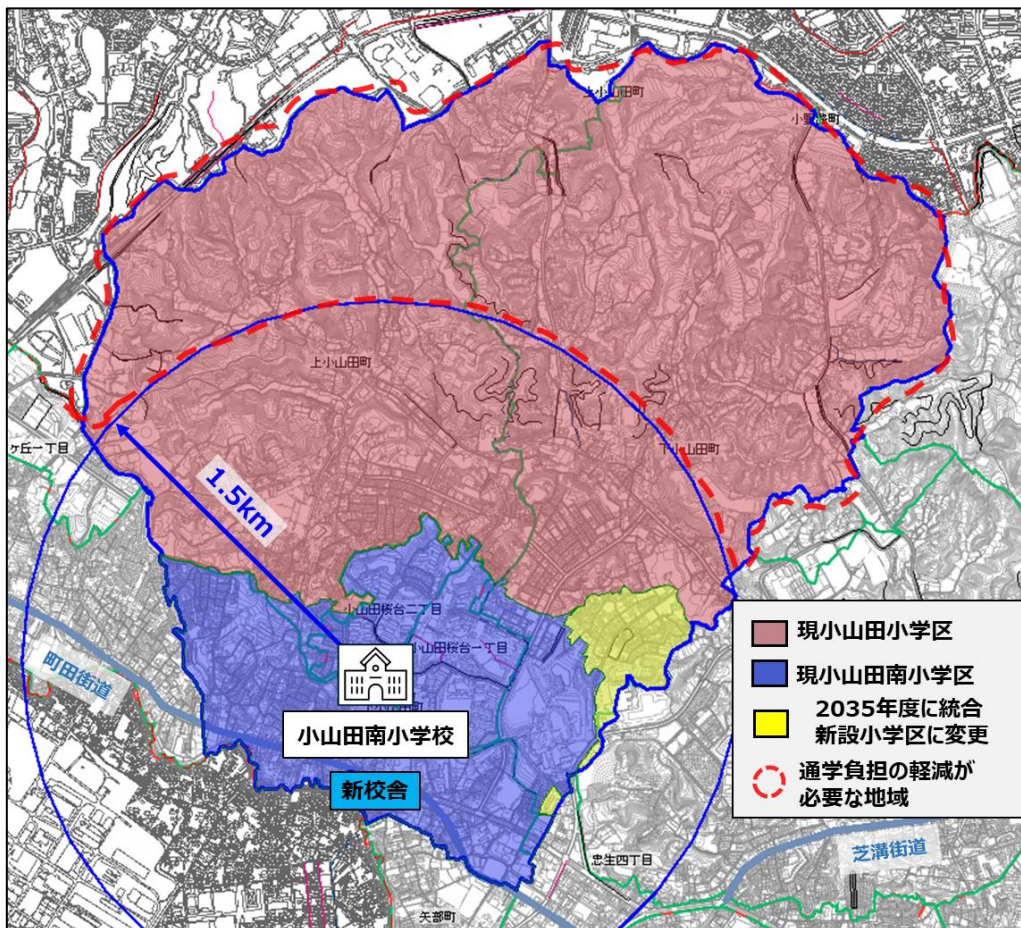 上小山田町
上小山田町
下小山田町
ケ丘一丁目
1.5km
小山田桜台二丁目
小山田桜台一丁目
町田街道
小山田南小学校
新校舎
忠生四丁目
芝溝街道
矢部町
現小山田小学区
現小山田南小学区
2035年度に統合
新設小学区に変更
通学負担の軽減が
必要な地域